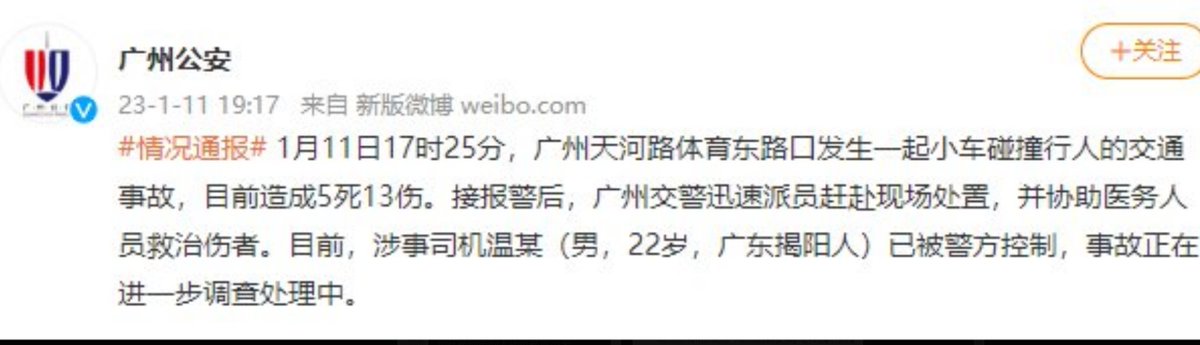 广州公安
+关注
23-1-11 19:17 来自 新版微博 weibo.com
#情况通报# 1月11日17时25分，广州天河路体育东路口发生一起小车碰撞行人的交通
事故，目前造成5死13伤。接报警后，广州交警迅速派员赶赴现场处置，并协助医务人
员救治伤者。目前，涉事司机温某（男，22岁，广东揭阳人）已被警方控制，事故正在
进一步调查处理中。